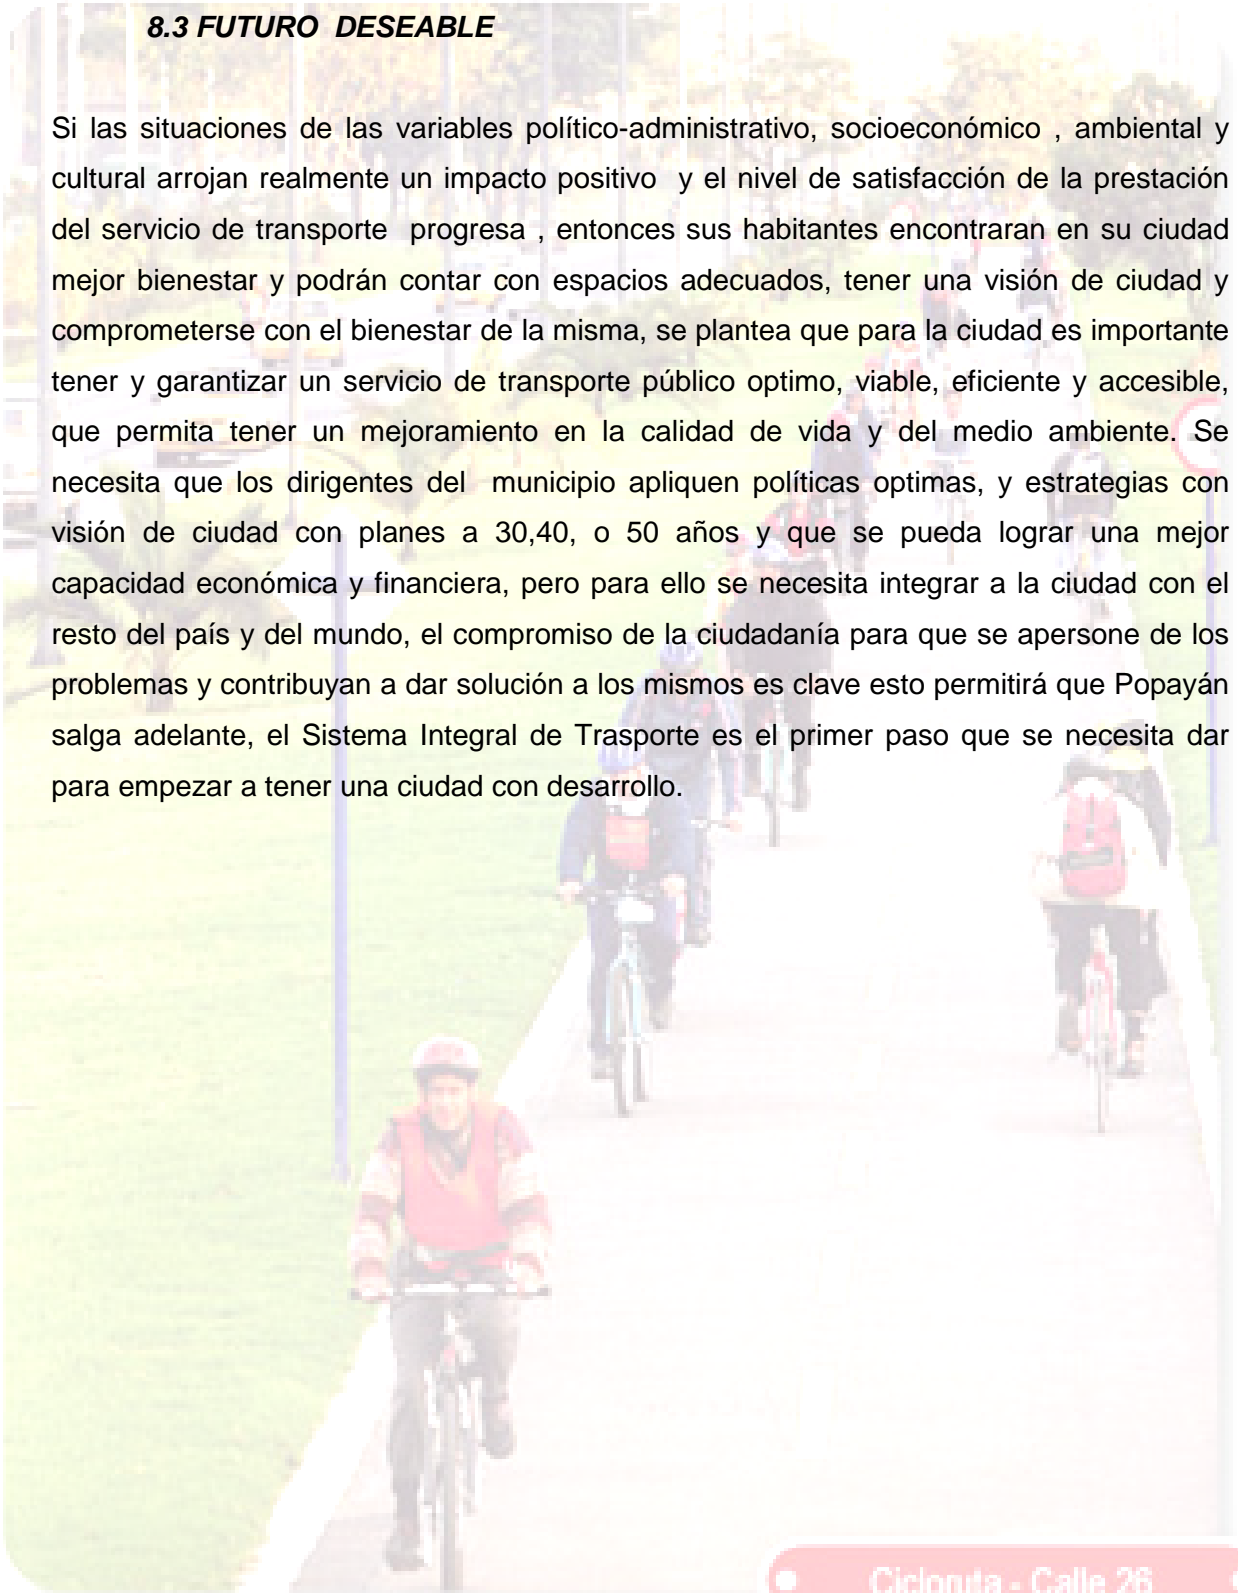 8.3 FUTURO DESEABLE
Si las situaciones de las variables político-administrativo, socioeconómico , ambiental y
cultural arrojan realmente un impacto positivo y el nivel de satisfacción de la prestación
del servicio de transporte progresa , entonces sus habitantes encontraran en su ciudad
mejor bienestar y podrán contar con espacios adecuados, tener una visión de ciudad y
comprometerse con el bienestar de la misma, se plantea que para la ciudad es importante
tener y garantizar un servicio de transporte público optimo, viable, eficiente y accesible,
que permita tener un mejoramiento en la calidad de vida y del medio ambiente. Se
necesita que los dirigentes del municipio apliquen políticas optimas, y estrategias con
visión de ciudad con planes a 30,40, o 50 años y que se pueda lograr una mejor
capacidad económica y financiera, pero para ello se necesita integrar a la ciudad con el
resto del país y del mundo, el compromiso de la ciudadanía para que se apersone de los
problemas y contribuyan a dar solución a los mismos es clave esto permitirá que Popayán
salga adelante, el Sistema Integral de Trasporte es el primer paso que se necesita dar
para empezar a tener una ciudad con desarrollo.
Cicloruta - Calle 26